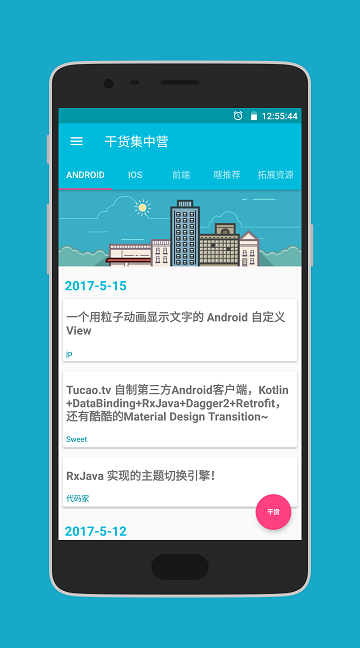 12:55:44
干货集中营
ANDROID IOS 前端 瞎推荐 拓展资源
2017-5-15
一个用粒子动画显示文字的 Android 自定义
View
jp
Tucao.tv 自制第三方Android客户端，Kotlin
+DataBinding+RxJava+Dagger2+Retrofit，
还有酷酷的Material Design Transition~
Sweet
RxJava 实现的主题切换引擎！
代码家
干货
2017-5-12